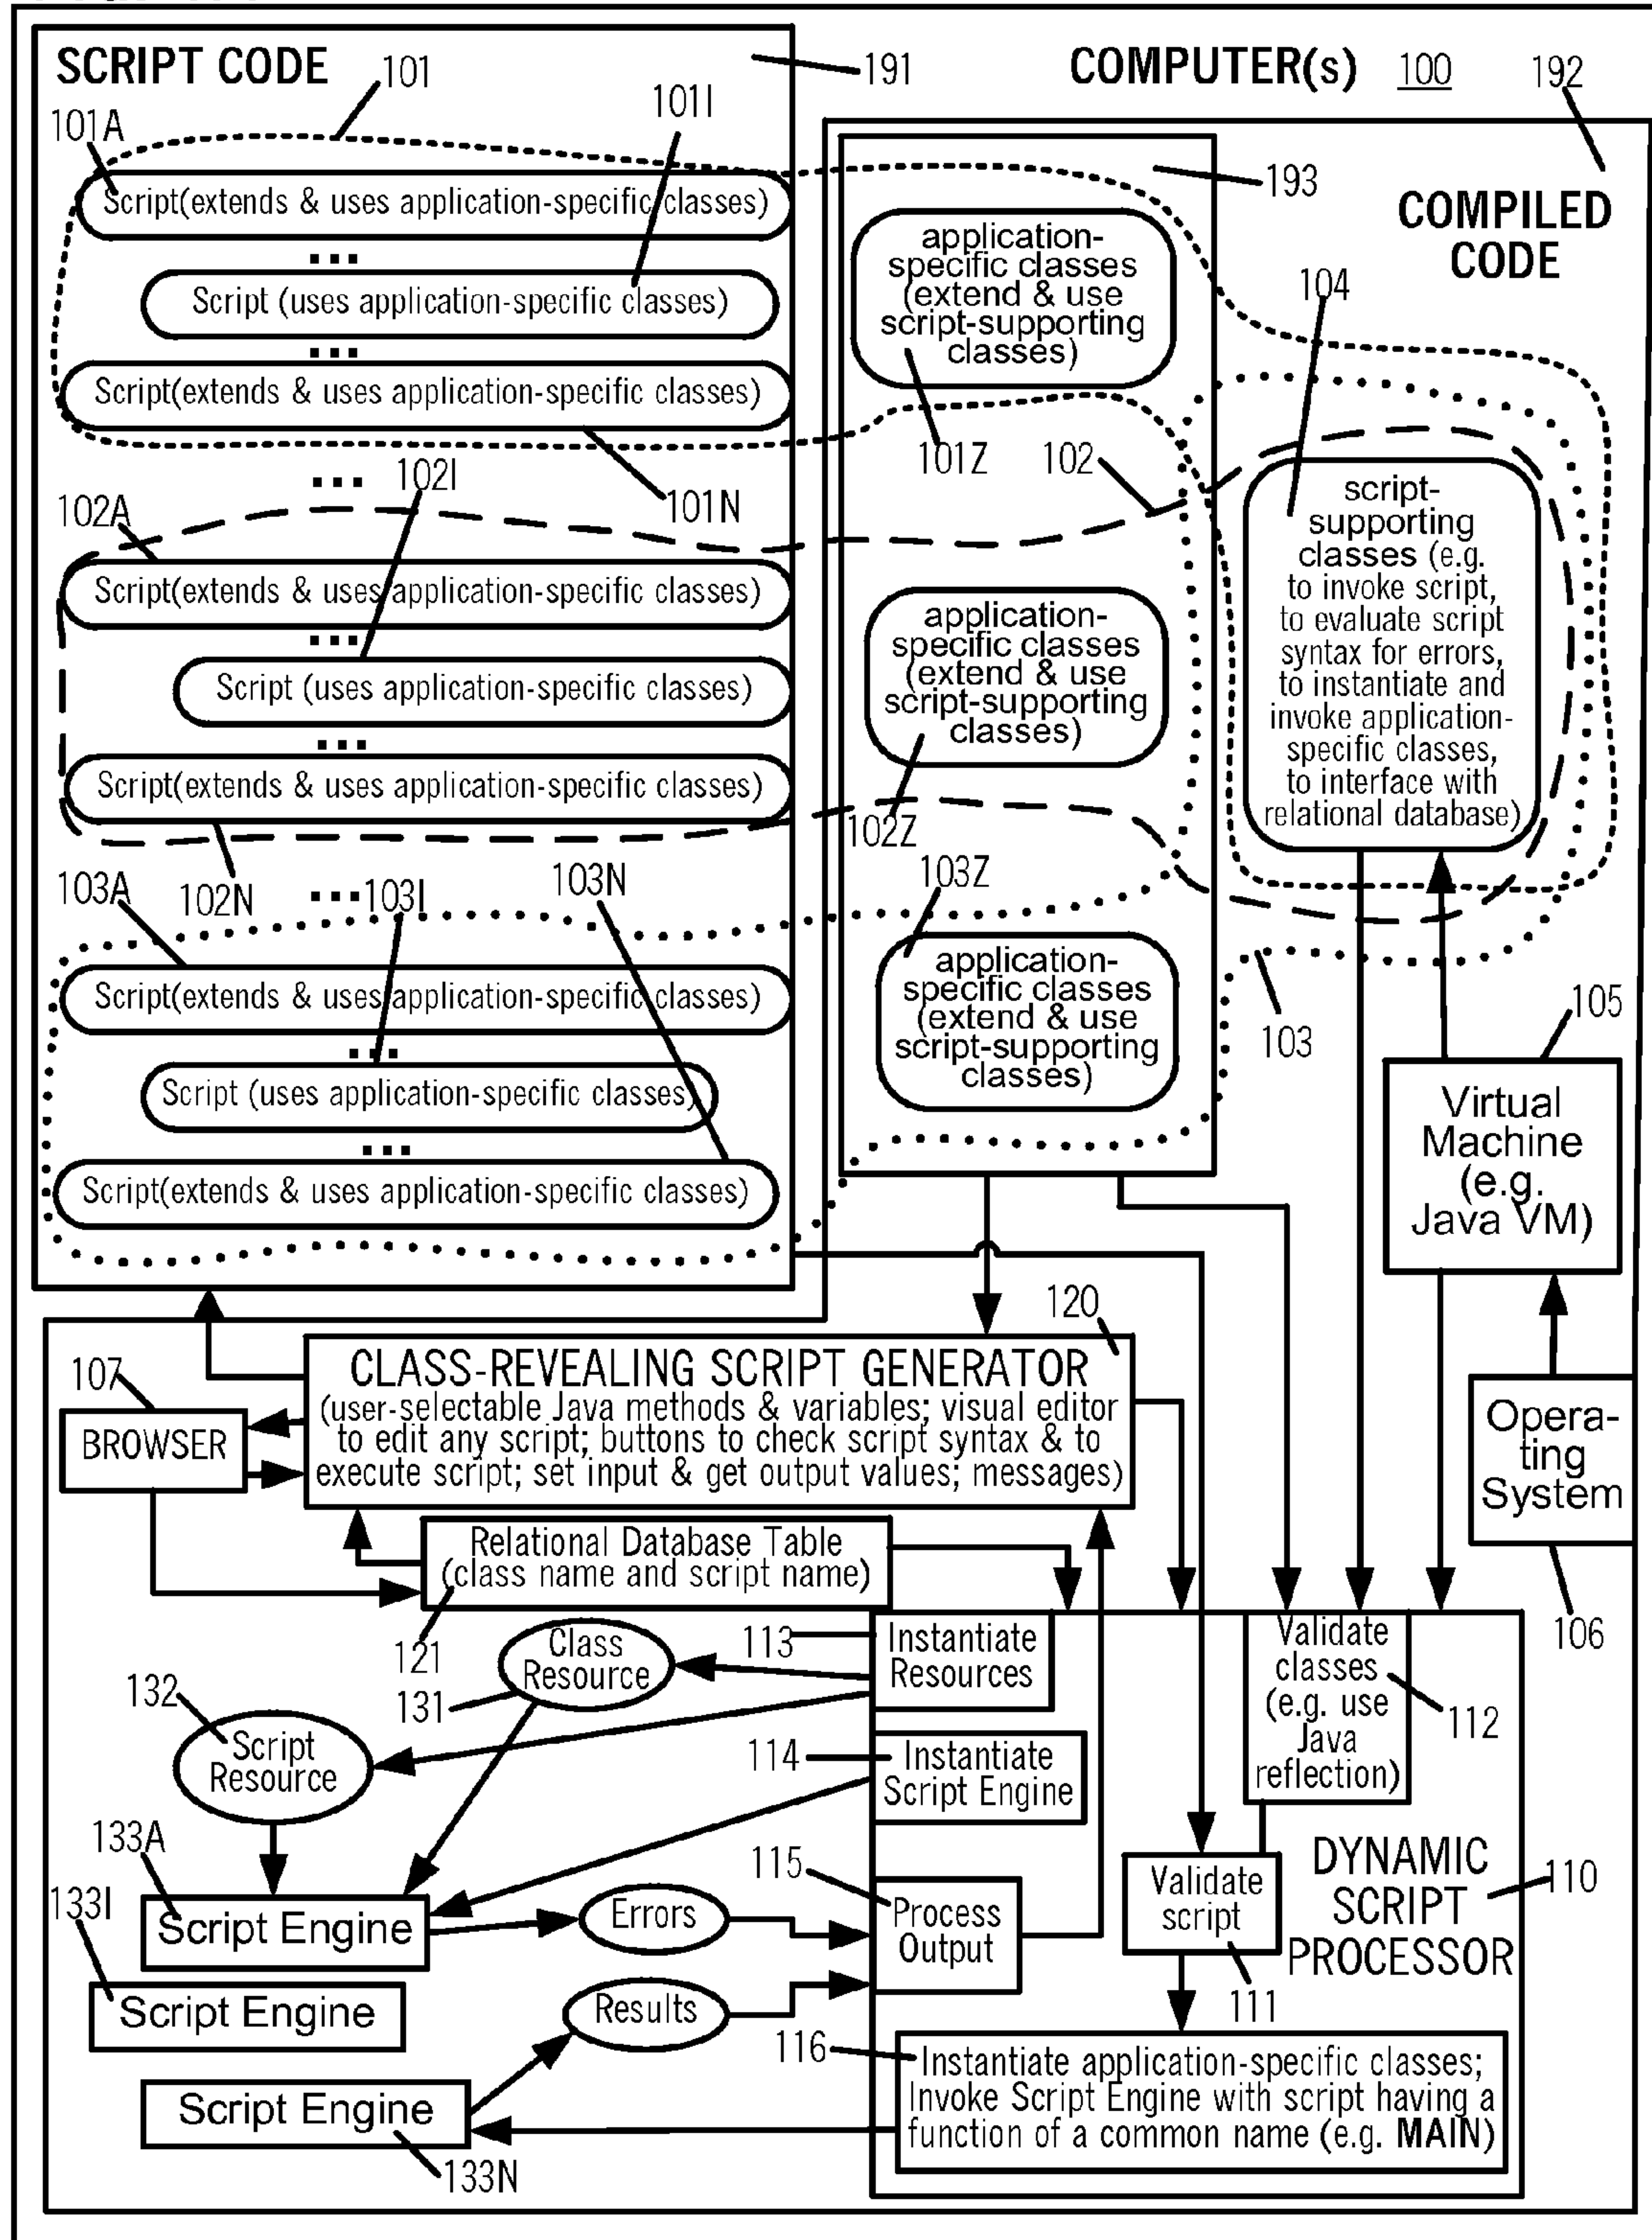 SCRIPT CODE
101
191
COMPUTER(s) 100
192
101A
101I
193
COMPILED
CODE
Script(extends & uses application-specific classes)
...
Script (uses application-specific classes)
...
Script(extends & uses application-specific classes)
application-
specific classes
(extend & use
script-supporting
classes)
104
101Z
102
...
102I
101N
102A
Script(extends & uses application-specific classes)
...
Script (uses application-specific classes)
...
Script(extends & uses application-specific classes)
application-
specific classes
(extend & use
script-supporting
classes)
script-
supporting
classes (e.g.
to invoke script,
to evaluate script
syntax for errors,
to instantiate and
invoke application-
specific classes,
to interface with
relational database)
102Z
103A
102N
...
103I
103N
103Z
Script(extends & uses application-specific classes)
...
Script (uses application-specific classes)
...
Script(extends & uses application-specific classes)
application-
specific classes
(extend & use
script-supporting
classes)
103
105
Virtual
Machine
(e.g.
Java VM)
120
107
BROWSER
CLASS-REVEALING SCRIPT GENERATOR
(user-selectable Java methods & variables; visual editor
to edit any script; buttons to check script syntax & to
execute script; set input & get output values; messages)
Opera-
ting
System
106
Relational Database Table
(class name and script name)
121
Class
Resource
131
113
Instantiate
Resources
Validate
classes
(e.g. use
Java
reflection)
112
132
Script
Resource
114
Instantiate
Script Engine
133A
Script Engine
133I
Script Engine
Errors
Results
115
Process
Output
Validate
script
111
DYNAMIC
SCRIPT
PROCESSOR
110
116
Instantiate application-specific classes;
Invoke Script Engine with script having a
function of a common name (e.g. MAIN)
Script Engine
133N